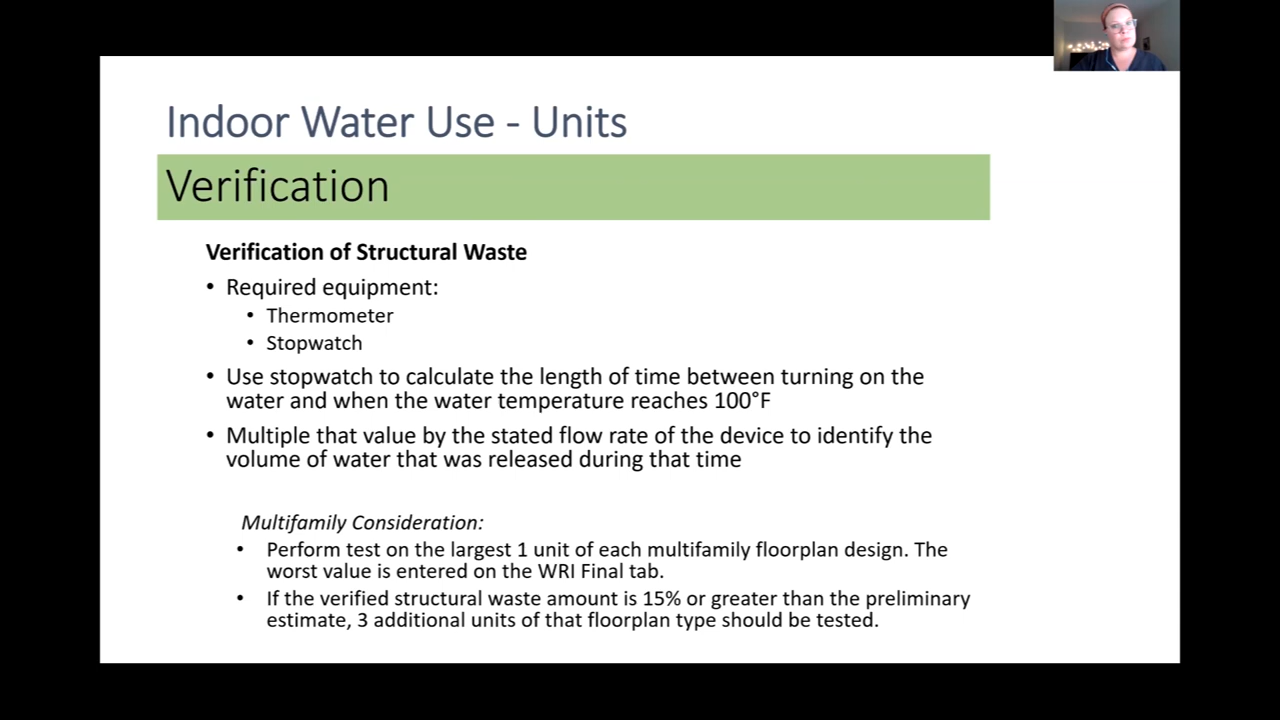 Indoor Water Use - Units
Verification
Verification of Structural Waste
• Required equipment:
• Thermometer
• Stopwatch
• Use stopwatch to calculate the length of time between turning on the
water and when the water temperature reaches 100°F
• Multiple that value by the stated flow rate of the device to identify the
volume of water that was released during that time
Multifamily Consideration:
• Perform test on the largest 1 unit of each multifamily floorplan design. The
worst value is entered on the WRI Final tab.
• If the verified structural waste amount is 15% or greater than the preliminary
estimate, 3 additional units of that floorplan type should be tested.